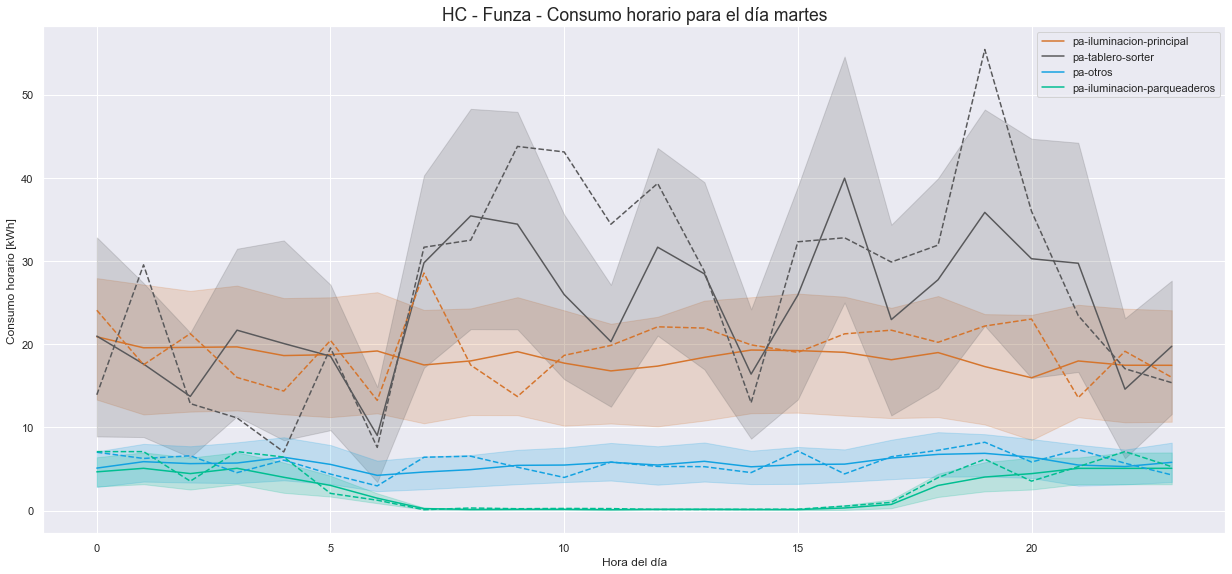 HC - Funza - Consumo horario para el día martes
pa-iluminacion-principal
pa-tablero-sorter
pa-otros
pa-iluminacion-parqueaderos
Consumo horario [kWh]
50
40
30
20
10
0
0 5 10 15 20
Hora del día